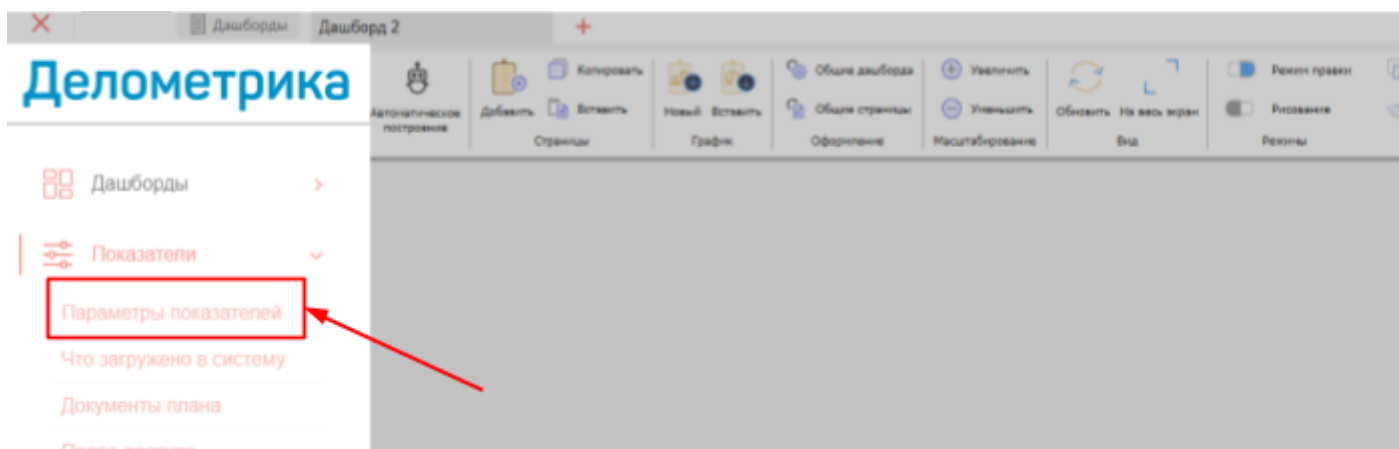 Дашборды Дашборд 2
Делометрика
Копировать Общие дашборда Увеличить Режим правки
Автоматическое построение Добавить Вставить Новый Вставить Общие страницы Уменьшить Обновить На весь экран Рисование
Страницы График Оформление Масштабирование Вид Режимы
Дашборды
Показатели
Параметры показателей
Что загружено в систему
Документы плана